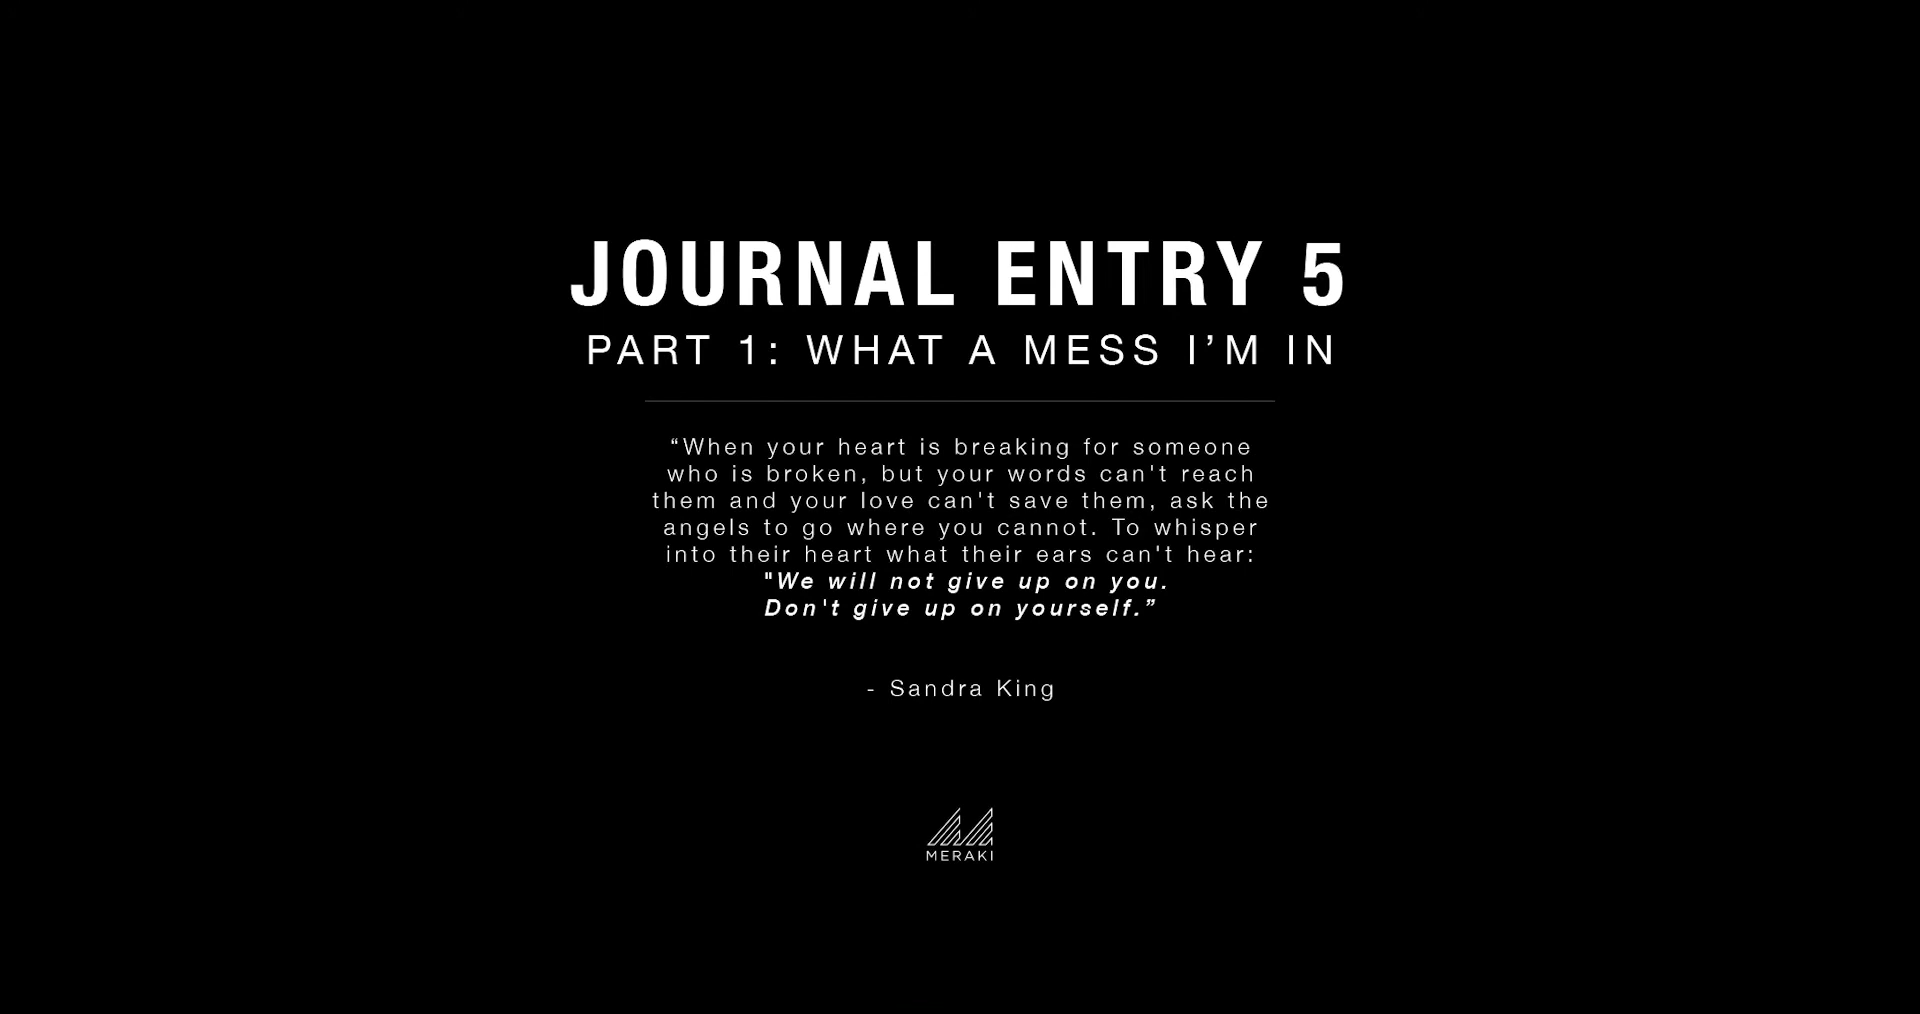 JOURNAL ENTRY 5
PART 1: WHAT A MESS I’M IN
“When your heart is breaking for someone
who is broken, but your words can't reach
them and your love can't save them, ask the
angels to go where you cannot. To whisper
into their heart what their ears can't hear:
"We will not give up on you.
Don't give up on yourself.”
- Sandra King
MERAKI